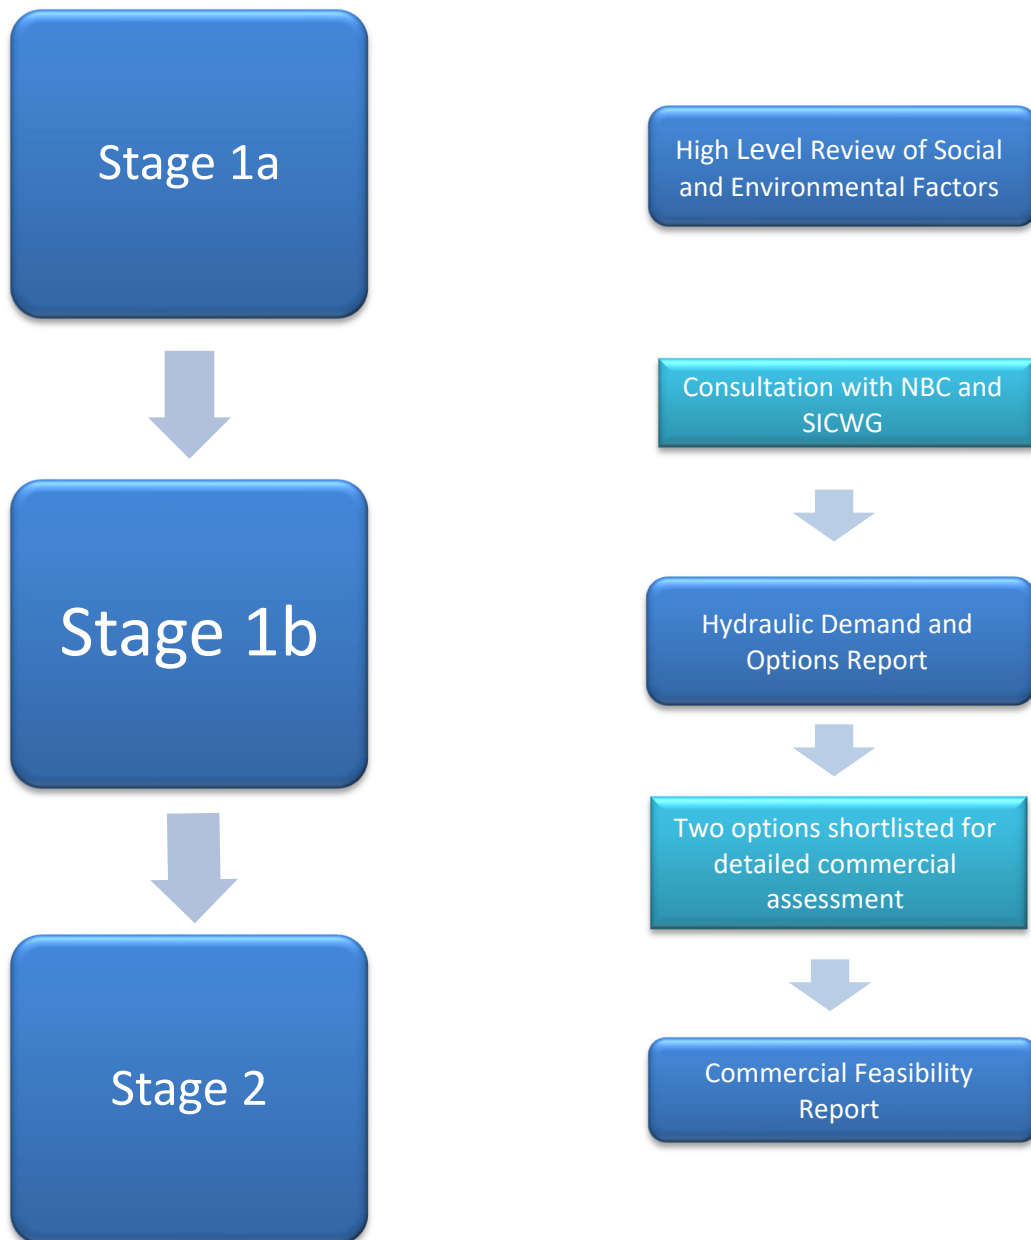 Stage 1a
High Level Review of Social
and Environmental Factors
Consultation with NBC and
SICWG
Stage 1b
Hydraulic Demand and
Options Report
Two options shortlisted for
detailed commercial
assessment
Stage 2
Commercial Feasibility
Report